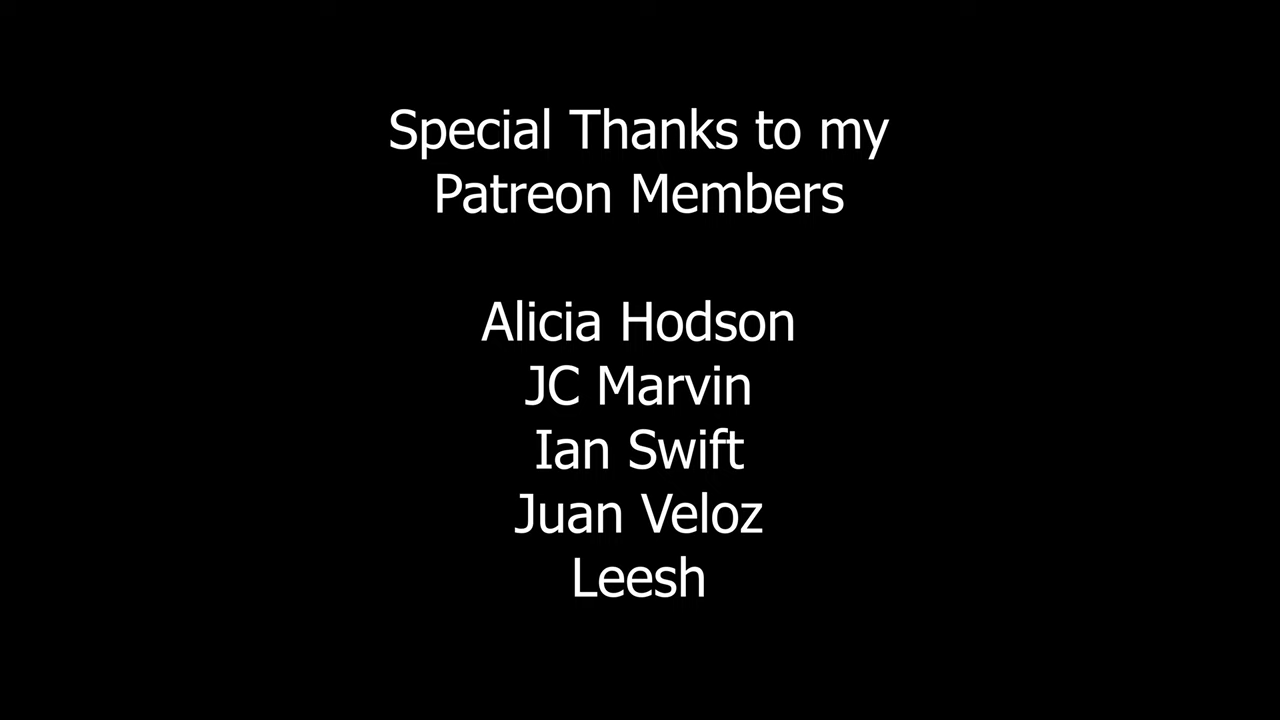 Special Thanks to my
Patreon Members
Alicia Hodson
JC Marvin
Ian Swift
Juan Veloz
Leesh